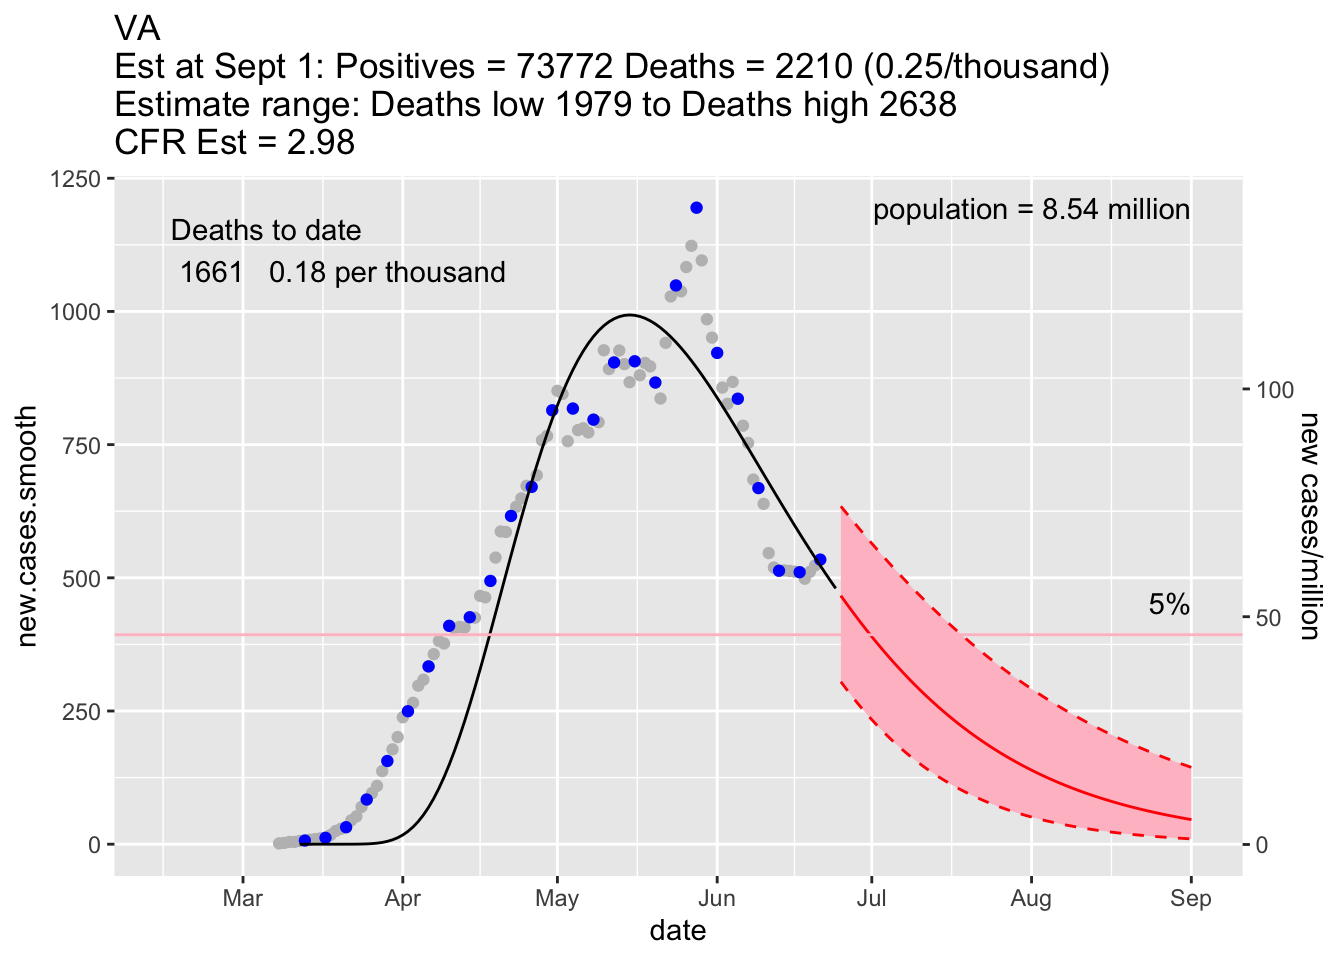 VA
Est at Sept 1: Positives = 73772 Deaths = 2210 (0.25/thousand)
Estimate range: Deaths low 1979 to Deaths high 2638
CFR Est = 2.98
1250
1000
750
500
250
0
new.cases.smooth
Deaths to date
1661 0.18 per thousand
population = 8.54 million
5%
100
50
0
new cases/million
Mar
Apr
May
Jun
Jul
Aug
Sep
date